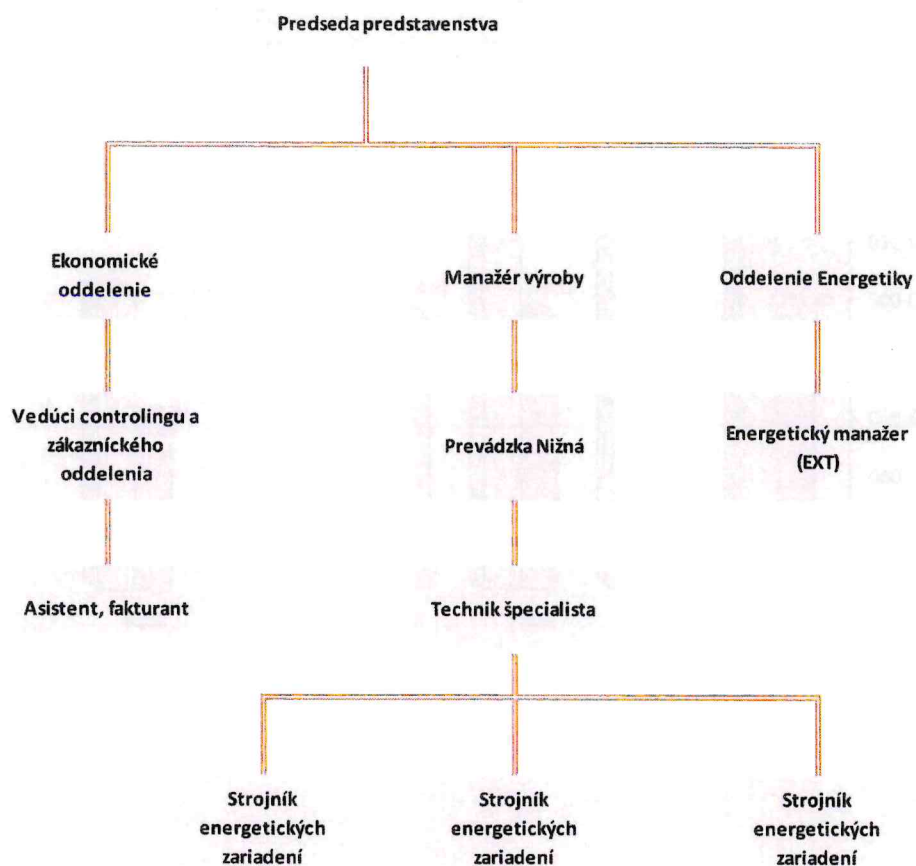 Predseda predstavenstva
Ekonomické
oddelenie
Manažér výroby
Oddelenie Energetiky
Vedúci controlingu a
zákazníckého
oddelenia
Prevádzka Nižná
Energetický manažer
(EXT)
Asistent, fakturant
Technik špecialista
Strojník
energetických
zariadení
Strojník
energetických
zariadení
Strojník
energetických
zariadení